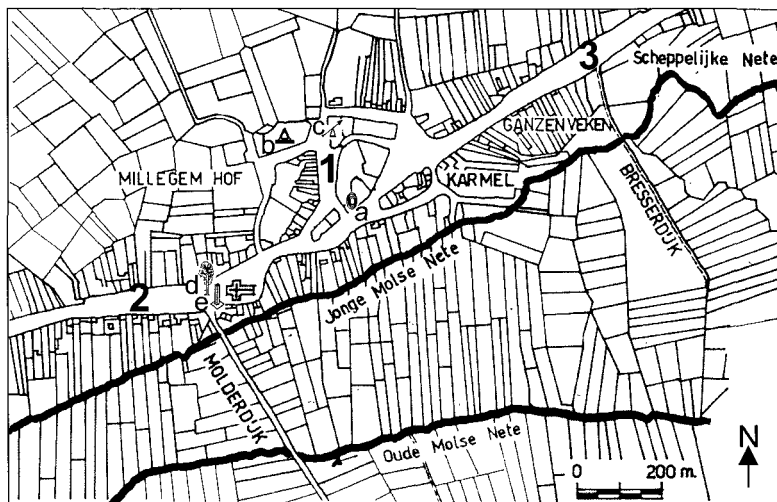 3
Scheppelijke Nete
GANZENVEKEN
b
c
MILLEGEM HOF
1
KARMEL
BRESSERDIJK
a
d
2
e
Jonge Molse Nete
MOLDERDIJK
Oude Molse Nete
N
0 200 m.